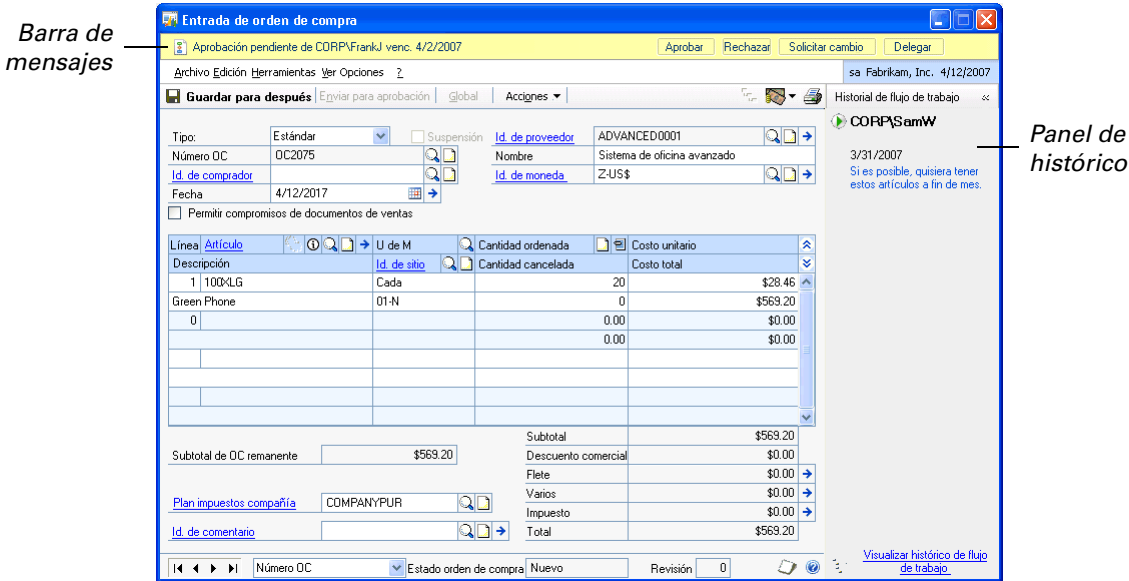 Entrada de orden de compra
Barra de
mensajes
Aprobación pendiente de CORP\FrankJ venc. 4/2/2007 Aprobar Rechazar Solicitar cambio Delegar
Archivo Edición Herramientas Ver Opciones ? sa Fabrikam, Inc. 4/12/2007
Guardar para después Enviar para aprobación Global Acciones Historial de flujo de trabajo
CORP\SamW
Panel de
histórico
3/31/2007
Si es posible, quisiera tener
estos artículos a fin de mes.
Tipo: Estándar Suspensión Id. de proveedor ADVANCED0001
Número OC OC2075 Nombre Sistema de oficina avanzado
Id. de comprador Id. de moneda Z-US$
Fecha 4/12/2017
Permitir compromisos de documentos de ventas
Línea Artículo U de M Cantidad ordenada Costo unitario
Descripción Id. de sitio Cantidad cancelada Costo total
1 100XLG Cada 20 $28.46
Green Phone 01-N 0 $569.20
0 0.00 $0.00
0.00 $0.00
Subtotal $569.20
Subtotal de OC remanente $569.20 Descuento comercial $0.00
Flete $0.00
Plan impuestos compañía COMPANYPUR Varios $0.00
Impuesto $0.00
Id. de comentario Total $569.20
Visualizar histórico de flujo
de trabajo
Número OC Estado orden de compra Nuevo Revisión 0